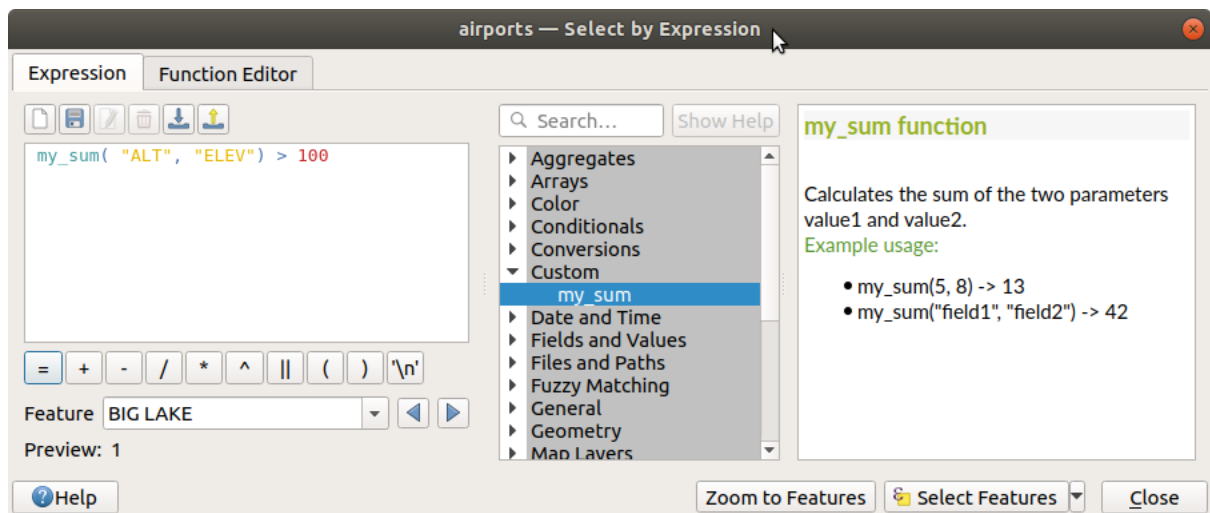 airports — Select by Expression
Expression
Function Editor
Search...
Show Help
my_sum( "ALT", "ELEV") > 100
= + - / * ^ || ( ) '\n'
Feature BIG LAKE
Preview: 1
Aggregates
Arrays
Color
Conditionals
Conversions
Custom
my_sum
Date and Time
Fields and Values
Files and Paths
Fuzzy Matching
General
Geometry
Map Layers
my_sum function
Calculates the sum of the two parameters
value1 and value2.
Example usage:
• my_sum(5, 8) -> 13
• my_sum("field1", "field2") -> 42
Help
Zoom to Features
Select Features
Close